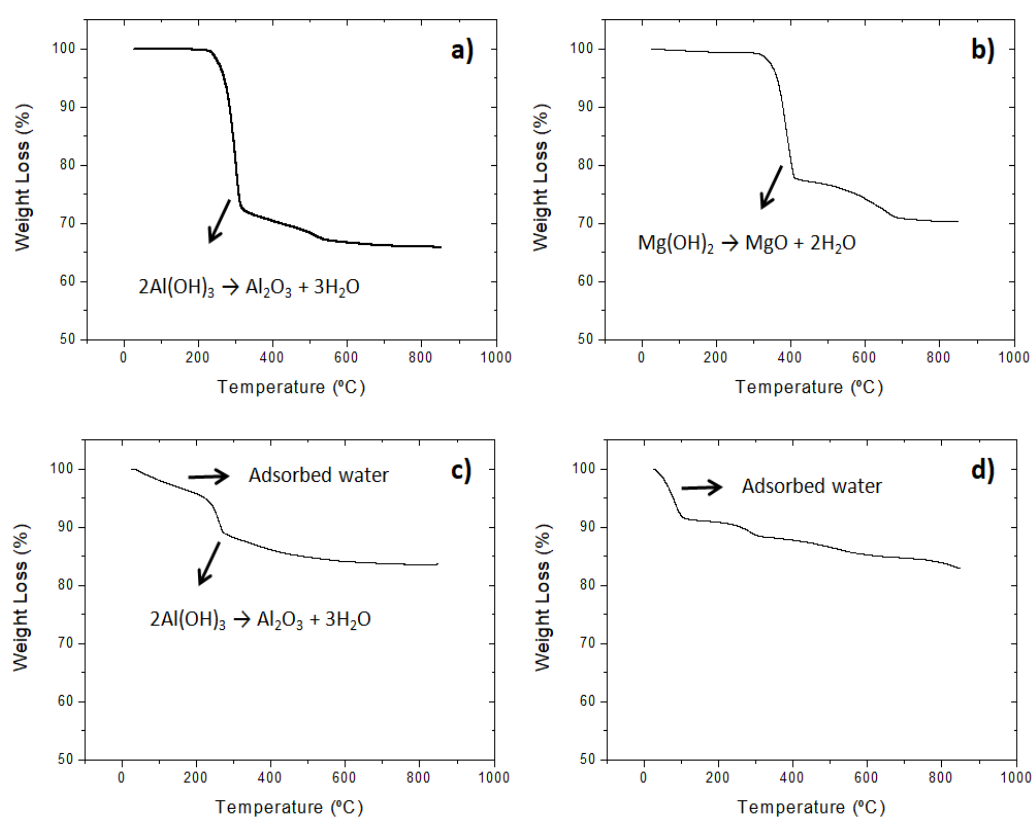 a)
100
90
80
70
60
50
Weight Loss (%)
2Al(OH)₃ → Al₂O₃ + 3H₂O
0 200 400 600 800 1000
Temperature (ºC)
b)
100
90
80
70
60
50
Weight Loss (%)
Mg(OH)₂ → MgO + 2H₂O
0 200 400 600 800 1000
Temperature (ºC)
c)
100
90
80
70
60
50
Weight Loss (%)
Adsorbed water
2Al(OH)₃ → Al₂O₃ + 3H₂O
0 200 400 600 800 1000
Temperature (ºC)
d)
100
90
80
70
60
50
Weight Loss (%)
Adsorbed water
0 200 400 600 800 1000
Temperature (ºC)